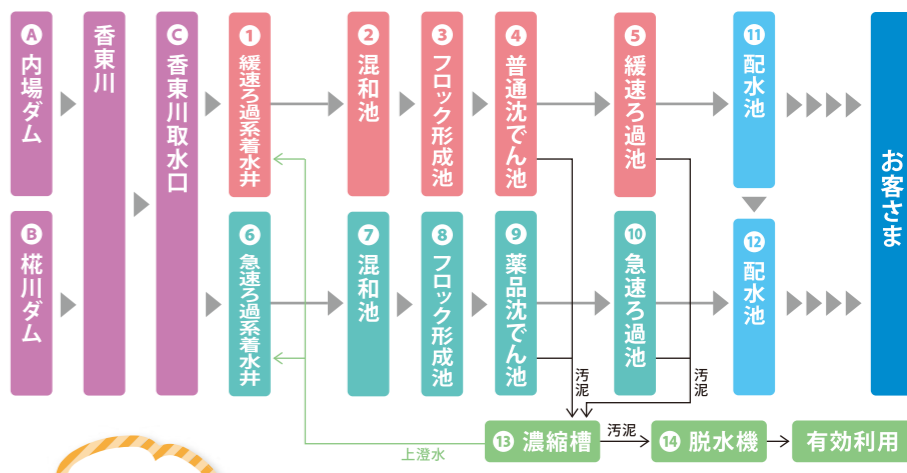 A 内場ダム
香東川
C 香東川取水口
1 緩速ろ過系着水井
2 混和池
3 フロック形成池
4 普通沈でん池
5 緩速ろ過池
11 配水池
お客さま
B 椛川ダム
6 急速ろ過系着水井
7 混和池
8 フロック形成池
9 薬品沈でん池
10 急速ろ過池
12 配水池
汚泥
汚泥
上澄水
13 濃縮槽
汚泥
14 脱水機
有効利用